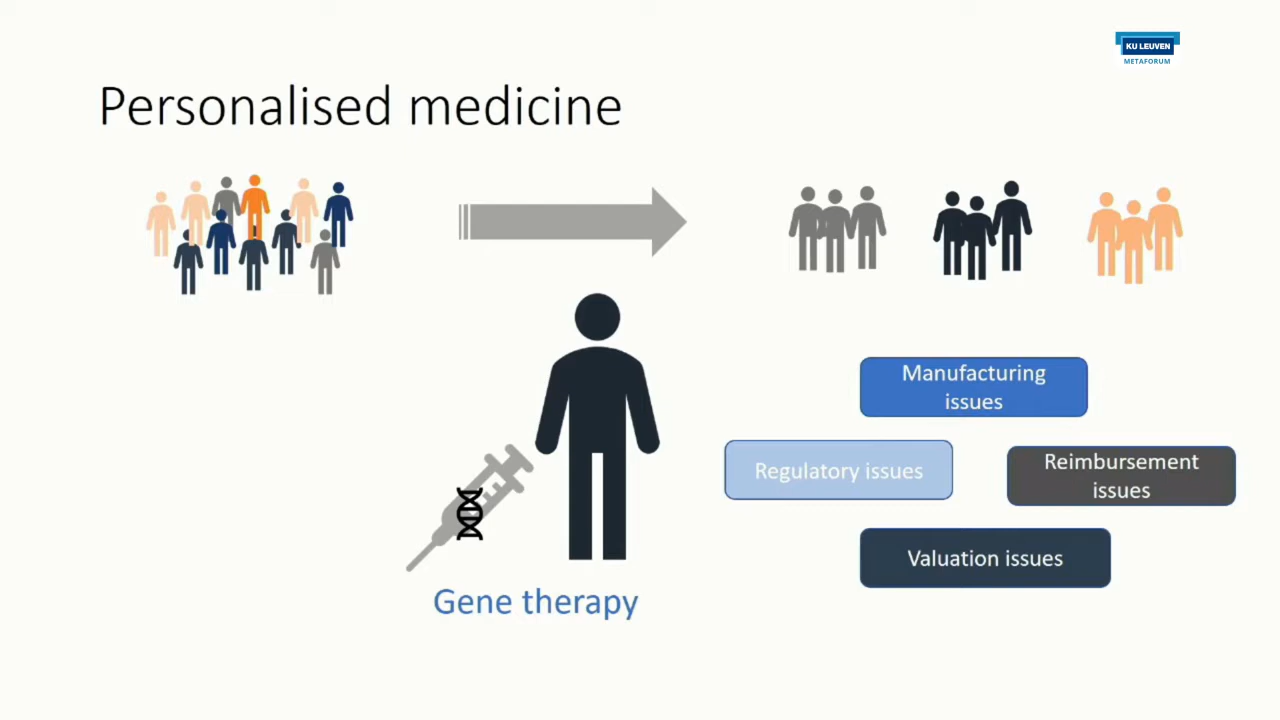 KU LEUVEN
METAFORUM
Personalised medicine
Manufacturing
issues
Regulatory issues
Reimbursement
issues
Valuation issues
Gene therapy